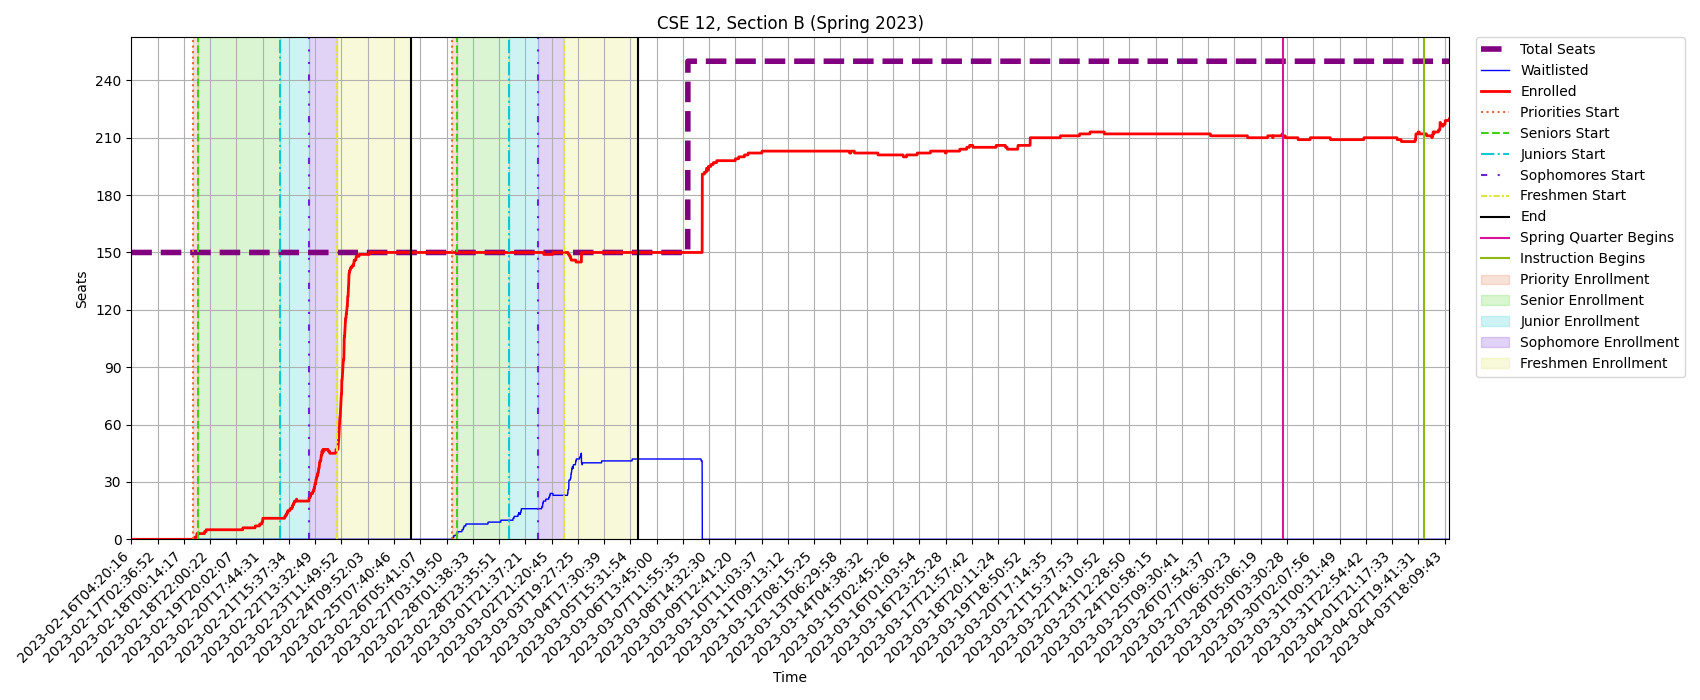 CSE 12, Section B (Spring 2023)
Seats
240
210
180
150
120
90
60
30
0
2023-02-16T04:20:16
2023-02-17T02:36:52
2023-02-18T00:14:17
2023-02-18T22:00:22
2023-02-19T20:02:07
2023-02-20T17:44:31
2023-02-21T15:37:34
2023-02-22T13:32:49
2023-02-23T11:49:52
2023-02-24T09:52:03
2023-02-25T07:40:46
2023-02-26T05:41:07
2023-02-27T03:19:50
2023-02-28T01:38:33
2023-02-28T23:35:51
2023-03-01T21:37:21
2023-03-02T21:20:45
2023-03-03T19:27:25
2023-03-04T17:30:39
2023-03-05T15:31:54
2023-03-06T13:45:00
2023-03-07T11:55:35
2023-03-08T14:32:30
2023-03-09T12:41:20
2023-03-10T11:03:37
2023-03-11T09:13:12
2023-03-12T08:15:25
2023-03-13T06:29:58
2023-03-14T04:38:32
2023-03-15T02:45:26
2023-03-16T01:03:54
2023-03-16T23:25:28
2023-03-17T21:57:42
2023-03-18T20:11:24
2023-03-19T18:50:52
2023-03-20T17:14:35
2023-03-21T15:37:53
2023-03-22T14:10:52
2023-03-23T12:28:50
2023-03-24T10:58:15
2023-03-25T09:30:41
2023-03-26T07:54:37
2023-03-27T06:30:23
2023-03-28T05:06:19
2023-03-29T03:30:28
2023-03-30T02:07:56
2023-03-31T00:31:49
2023-03-31T22:54:42
2023-04-01T21:17:33
2023-04-02T19:41:31
2023-04-03T18:09:43
Time
Total Seats
Waitlisted
Enrolled
Priorities Start
Seniors Start
Juniors Start
Sophomores Start
Freshmen Start
End
Spring Quarter Begins
Instruction Begins
Priority Enrollment
Senior Enrollment
Junior Enrollment
Sophomore Enrollment
Freshmen Enrollment